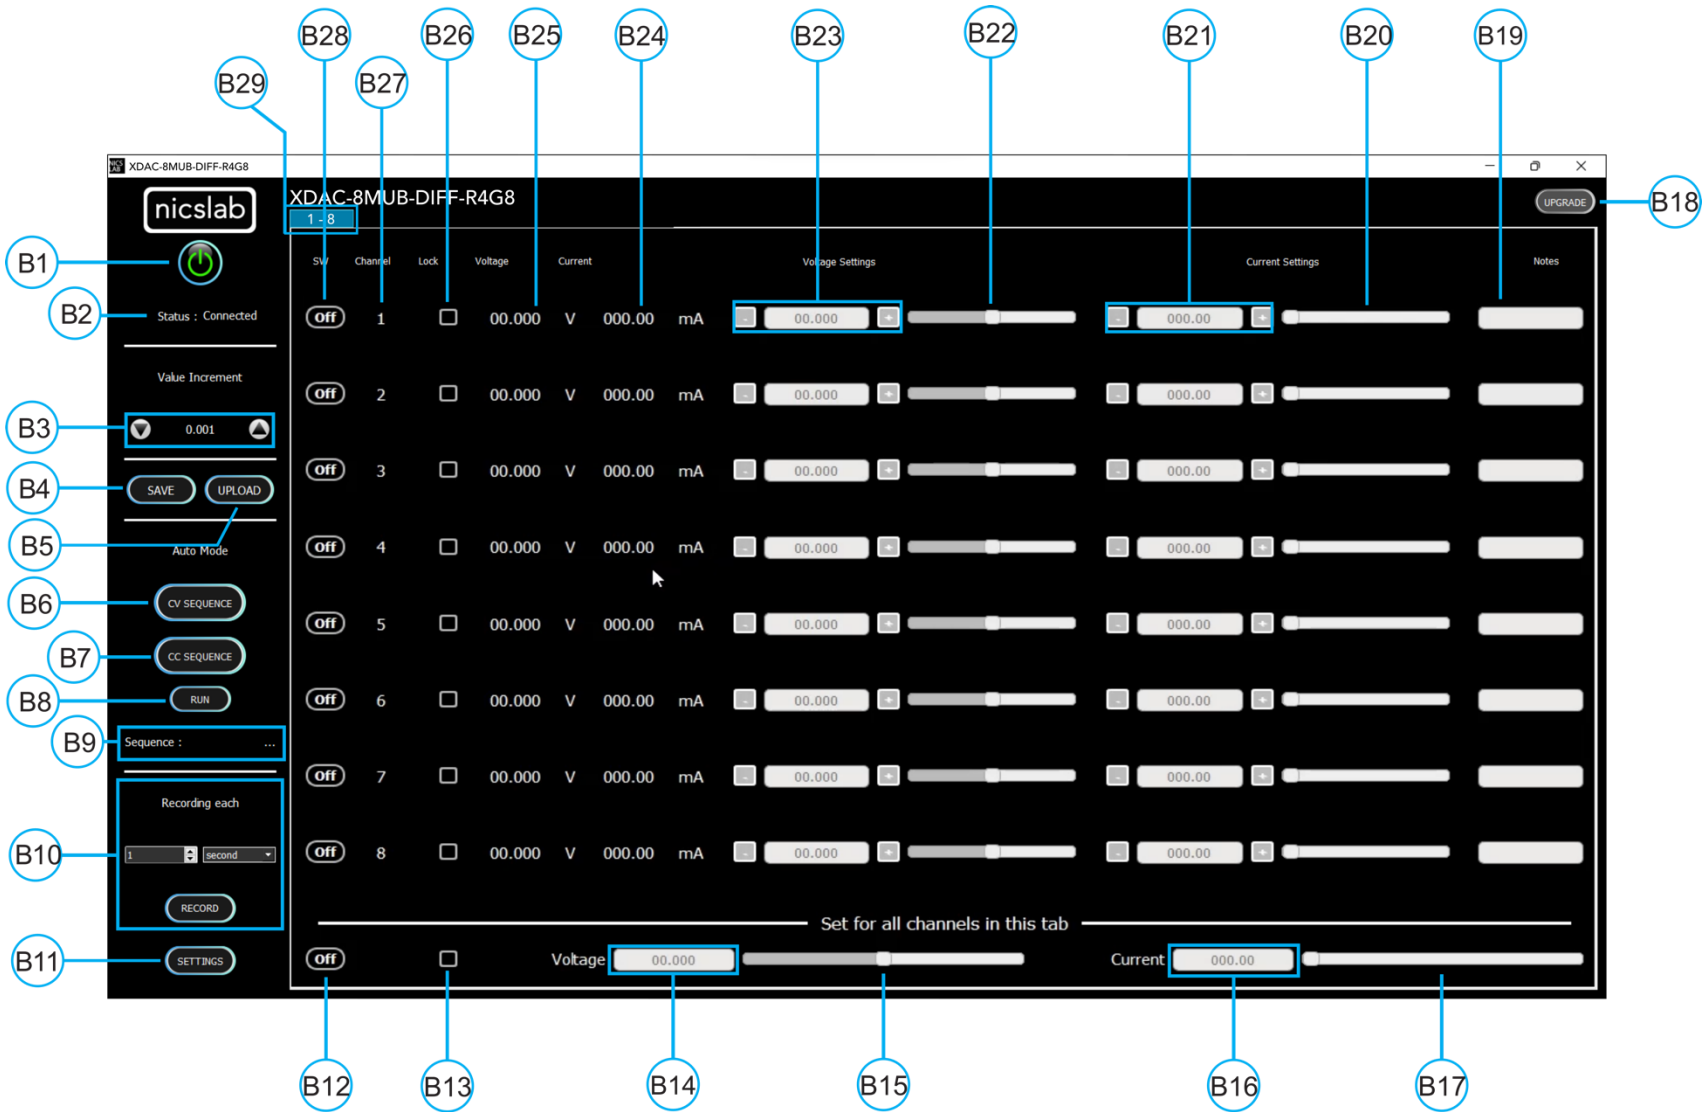 B28 B26 B25 B24 B23 B22 B21 B20 B19
B29 B27
NICS LAB XDAC-8MUB-DIFF-R4G8
nicslab XDAC-8MUB-DIFF-R4G8 UPGRADE B18
1 - 8
B1 SW Channel Lock Voltage Current Voltage Settings Current Settings Notes
B2 Status : Connected Off 1 00.000 V 000.00 mA - 00.000 + - 000.00 +
Value Increment
Off 2 00.000 V 000.00 mA - 00.000 + - 000.00 +
B3 0.001
Off 3 00.000 V 000.00 mA - 00.000 + - 000.00 +
B4 SAVE UPLOAD
B5 Auto Mode Off 4 00.000 V 000.00 mA - 00.000 + - 000.00 +
B6 CV SEQUENCE
Off 5 00.000 V 000.00 mA - 00.000 + - 000.00 +
B7 CC SEQUENCE
B8 RUN Off 6 00.000 V 000.00 mA - 00.000 + - 000.00 +
B9 Sequence : ...
Off 7 00.000 V 000.00 mA - 00.000 + - 000.00 +
Recording each
B10 1 second Off 8 00.000 V 000.00 mA - 00.000 + - 000.00 +
RECORD
Set for all channels in this tab
B11 SETTINGS Off Voltage 00.000 Current 000.00
B12 B13 B14 B15 B16 B17